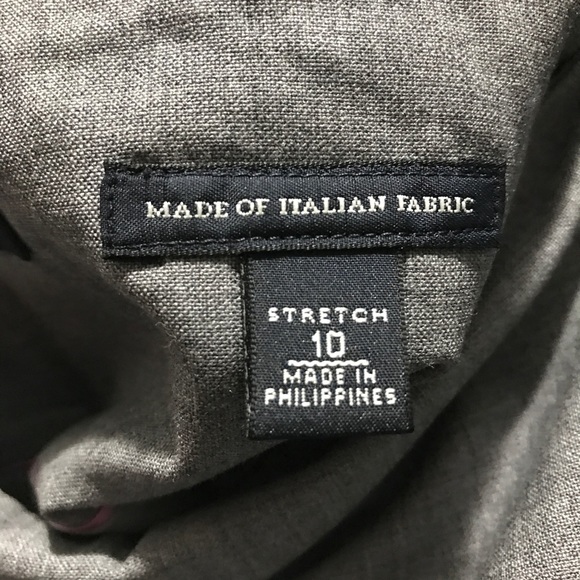 MADE OF ITALIAN FABRIC
STRETCH
10
MADE IN
PHILIPPINES